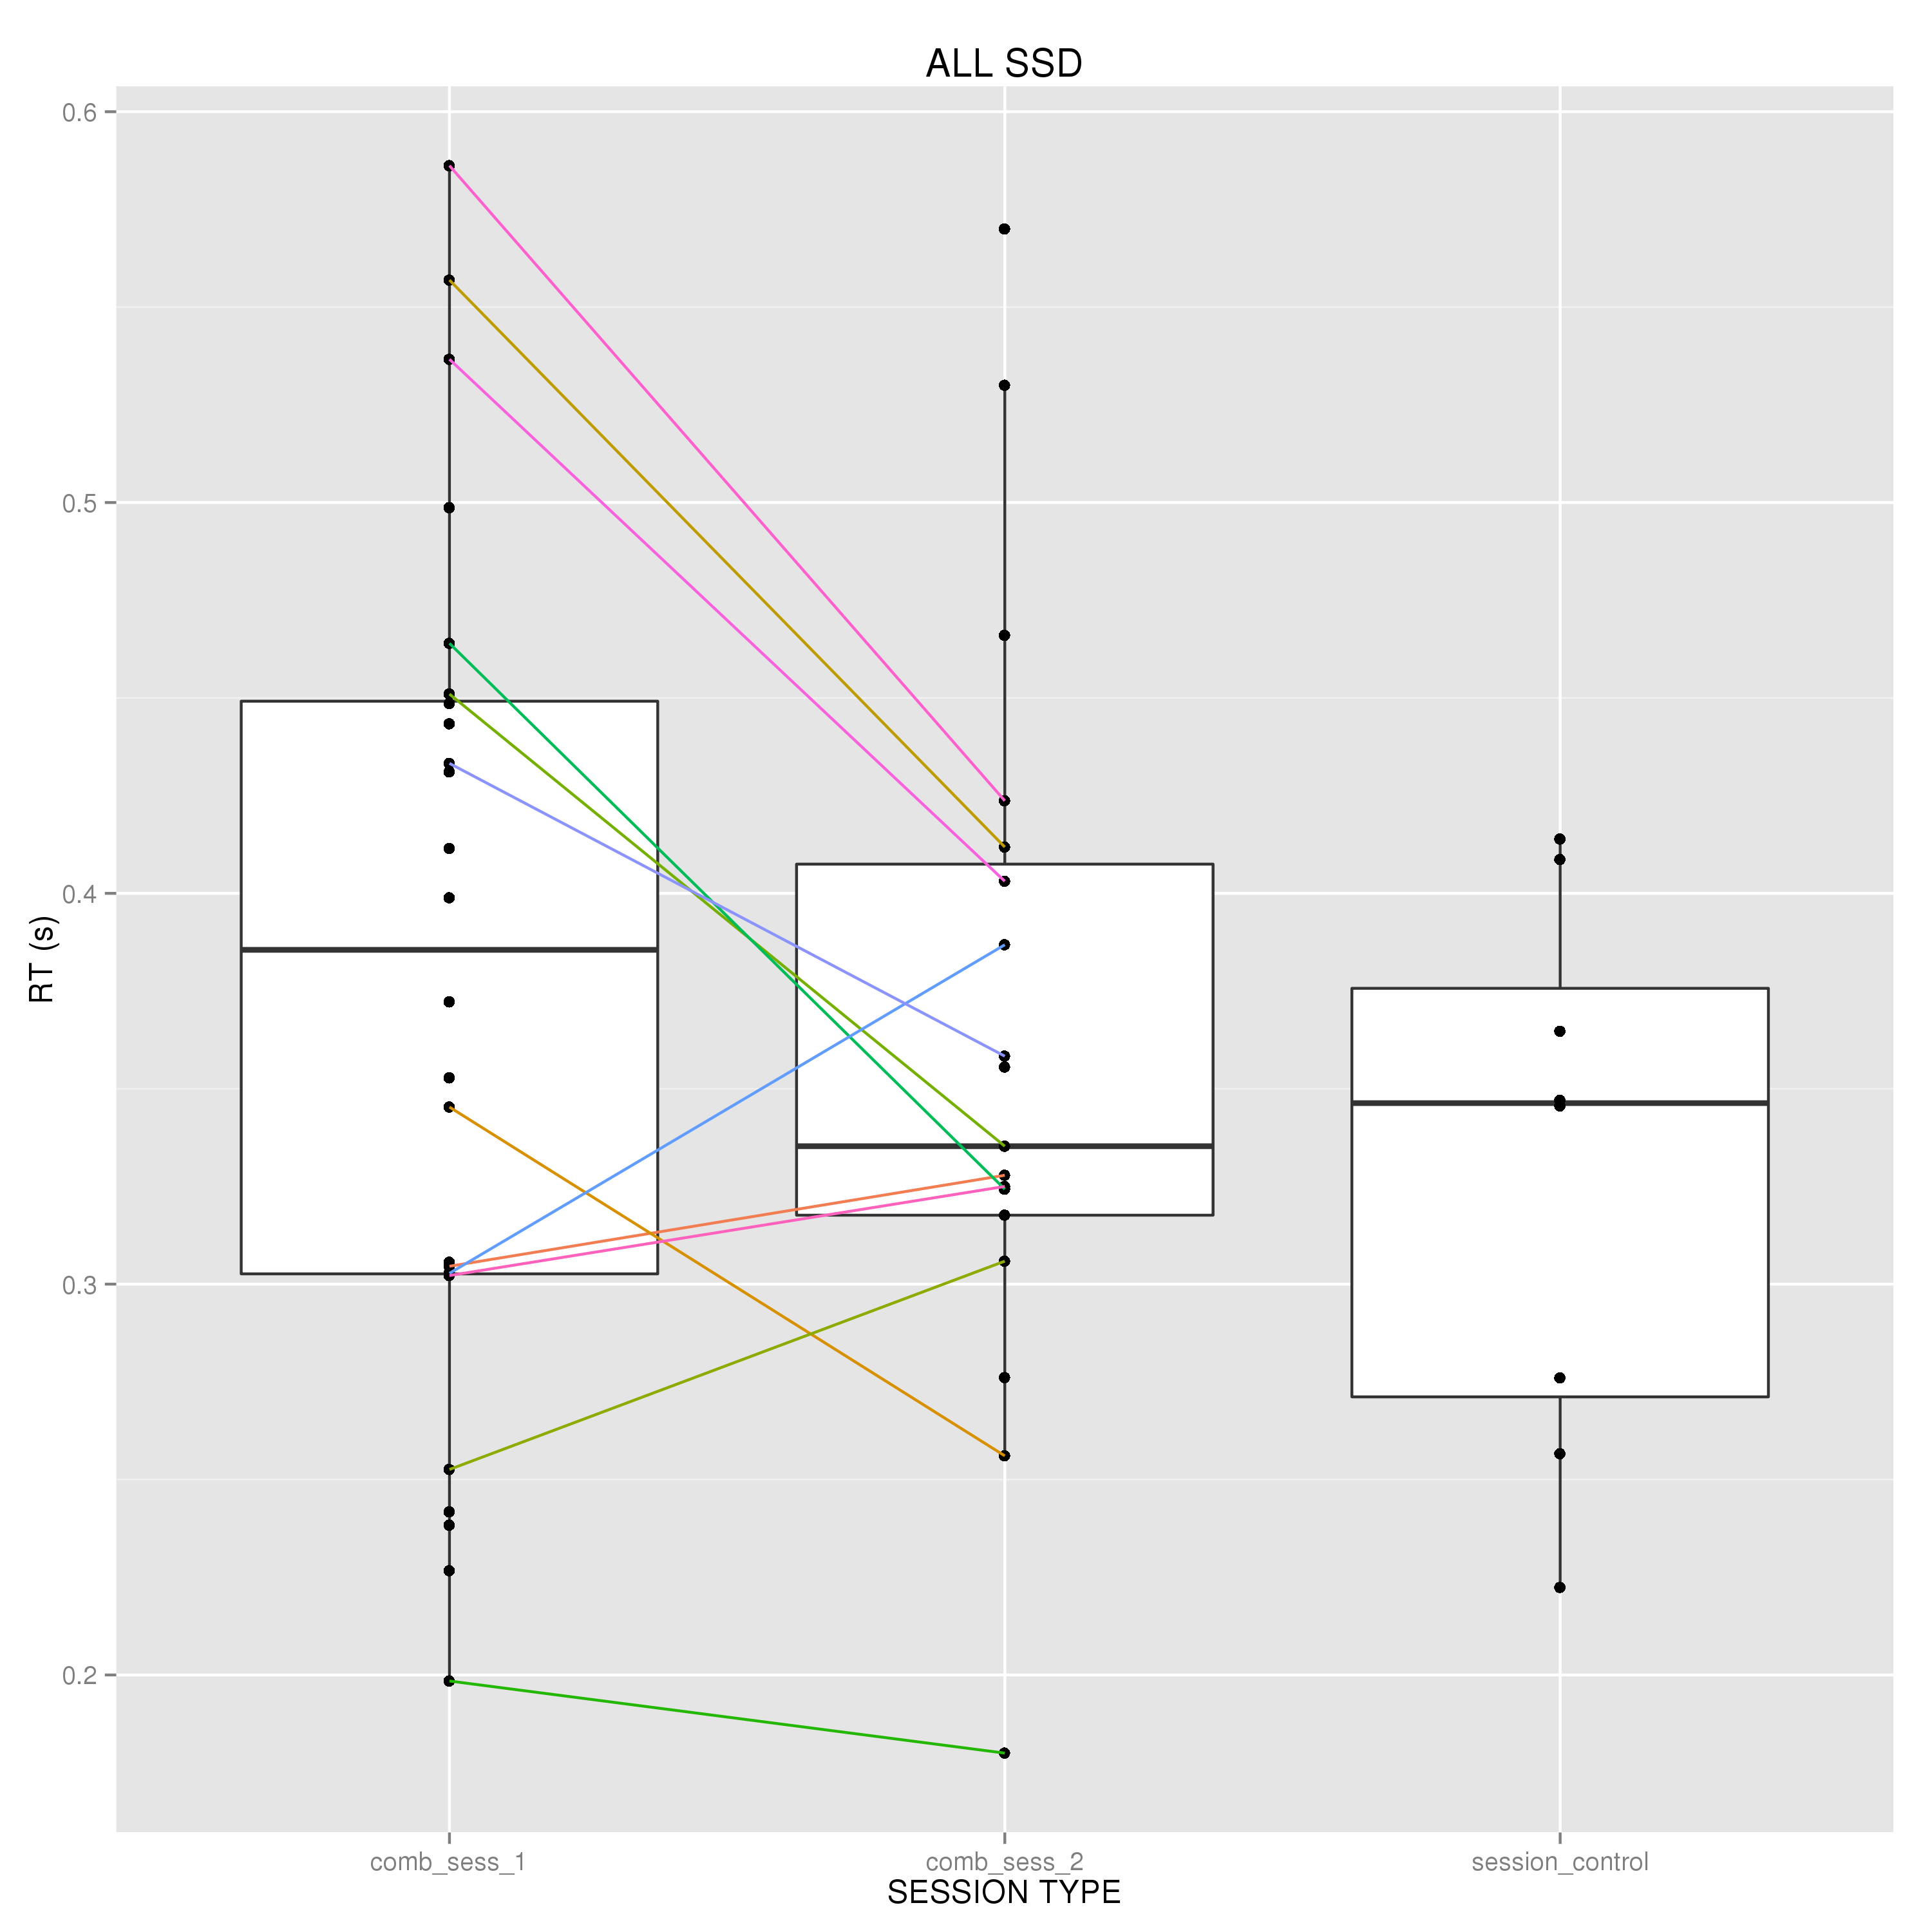 ALL SSD
0.6
0.5
0.4
0.3
0.2
RT (s)
comb_sess_1 comb_sess_2 session_control
SESSION TYPE